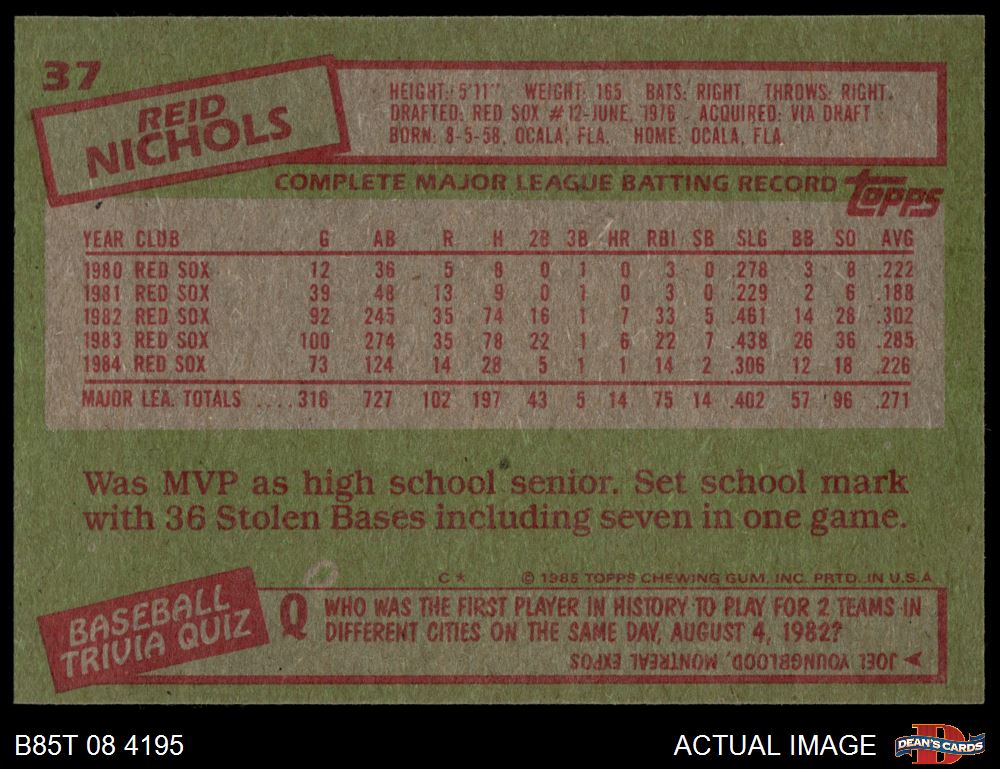 37
REID
NICHOLS
HEIGHT: 5'11" WEIGHT: 165 BATS: RIGHT THROWS: RIGHT
DRAFTED: RED SOX #12-JUNE, 1976 ACQUIRED: VIA DRAFT
BORN: 8-5-58, OCALA, FLA. HOME: OCALA, FLA.
COMPLETE MAJOR LEAGUE BATTING RECORD
TOPPS
YEAR CLUB G AB R H 2B 3B HR RBI SB SLG BB SO AVG
1980 RED SOX 12 36 5 8 0 1 0 3 0 .278 3 8 .222
1981 RED SOX 39 48 13 9 0 1 0 3 0 .229 2 6 .188
1982 RED SOX 92 245 35 74 16 1 7 33 5 .461 14 28 .302
1983 RED SOX 100 274 35 78 22 1 6 22 7 .438 26 36 .285
1984 RED SOX 73 124 14 28 5 1 1 14 2 .306 12 18 .226
MAJOR LEA. TOTALS ....316 727 102 197 43 5 14 75 14 .402 57 96 .271
Was MVP as high school senior. Set school mark
with 36 Stolen Bases including seven in one game.
C* © 1985 TOPPS CHEWING GUM, INC. PRTD. IN U.S.A.
BASEBALL
TRIVIA QUIZ
Q WHO WAS THE FIRST PLAYER IN HISTORY TO PLAY FOR 2 TEAMS IN
DIFFERENT CITIES ON THE SAME DAY, AUGUST 4, 1982?
JOEL YOUNGBLOOD, MONTREAL EXPOS
B85T 08 4195
ACTUAL IMAGE
DEAN'S CARDS